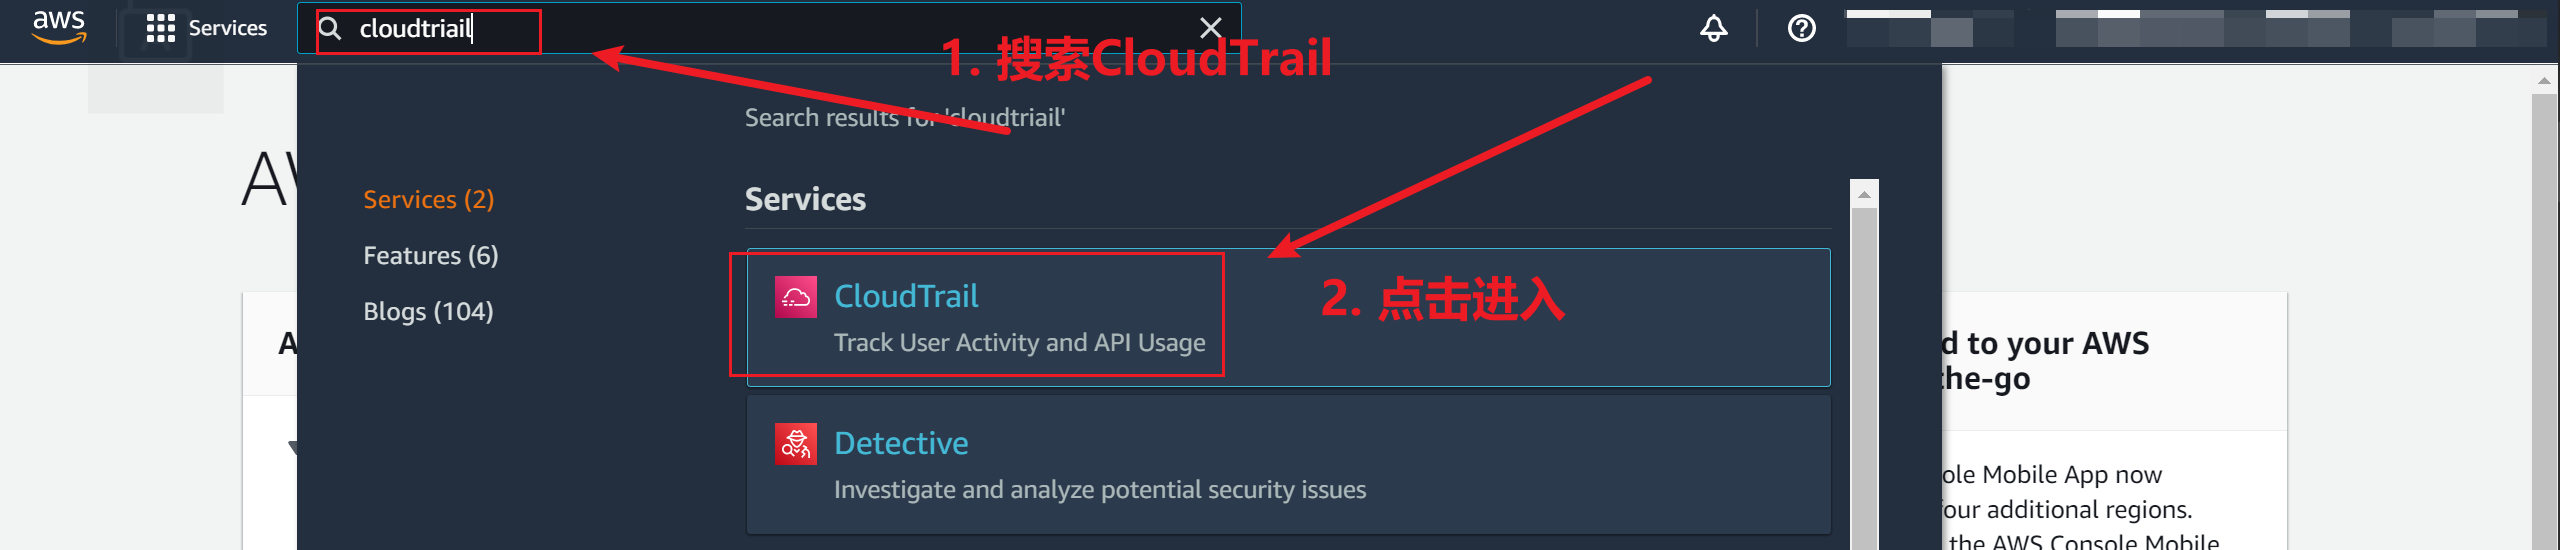 aws
Services
cloudtriail
1. 搜索CloudTrail
Search results for 'cloudtriail'
Services (2)
Features (6)
Blogs (104)
Services
CloudTrail
Track User Activity and API Usage
2. 点击进入
Detective
Investigate and analyze potential security issues
A
d to your AWS
the-go
ole Mobile App now
four additional regions.
the AWS Console Mobile